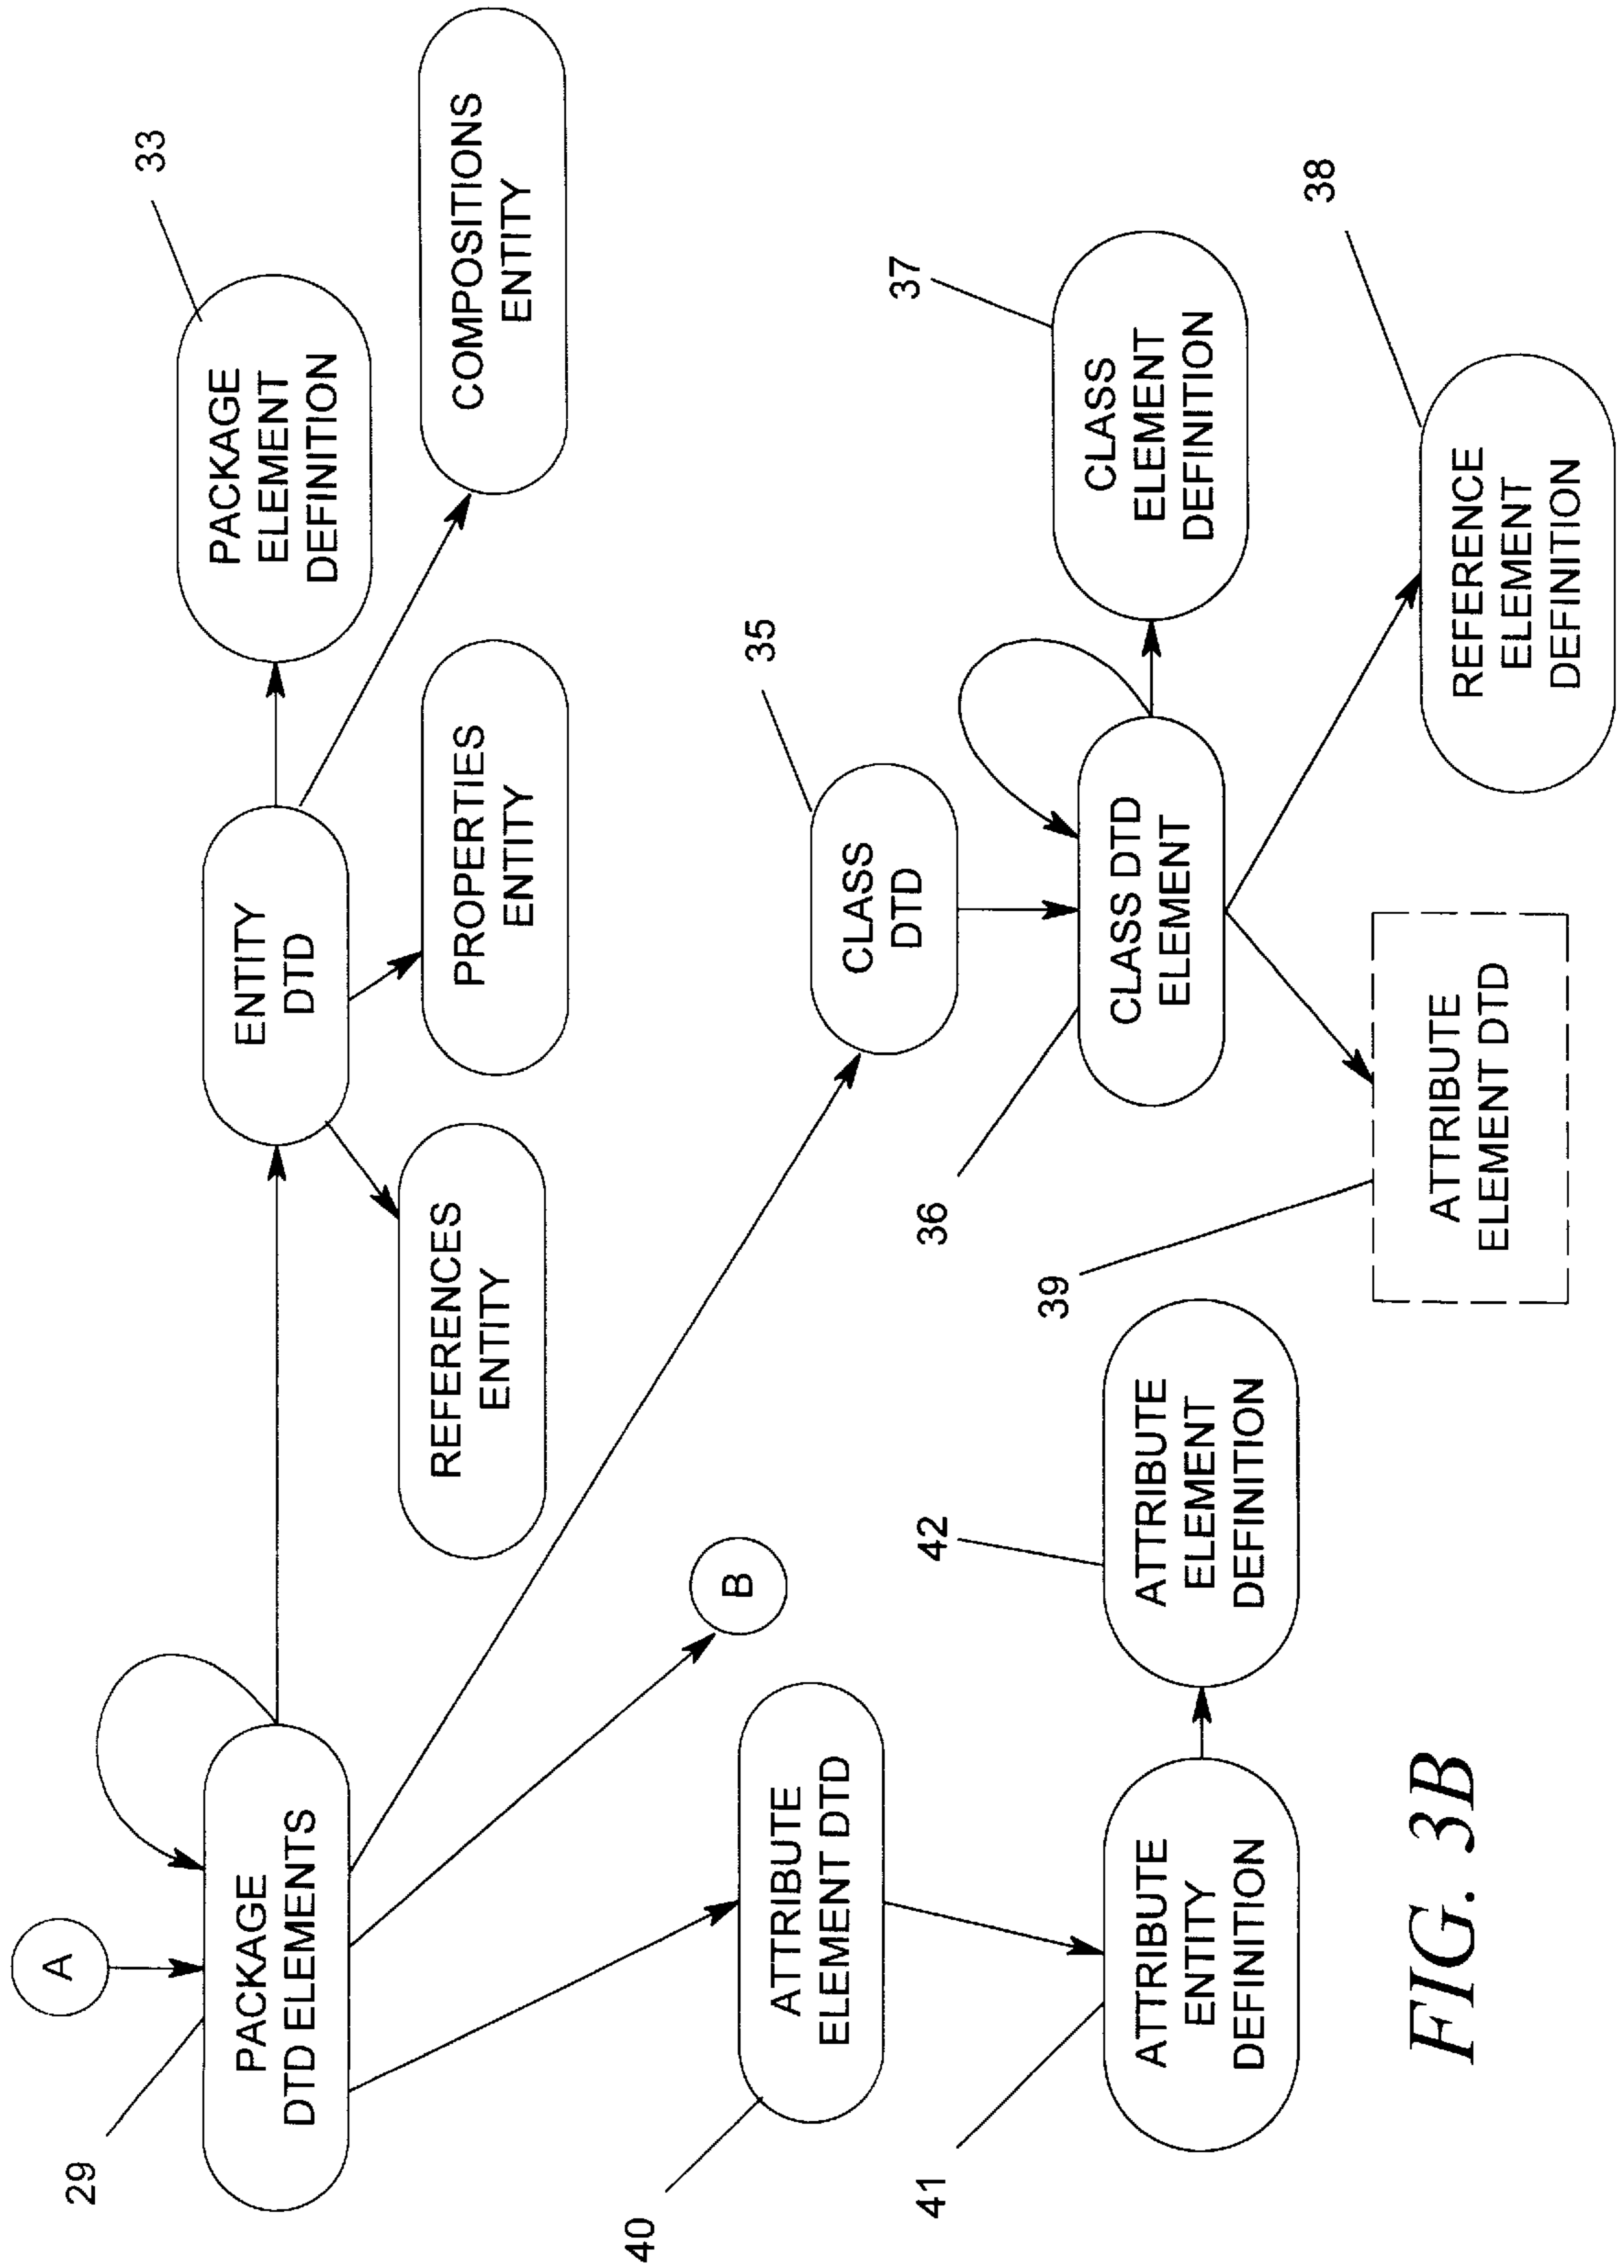 A
29
PACKAGE
DTD ELEMENTS
ENTITY
DTD
33
PACKAGE
ELEMENT
DEFINITION
REFERENCES
ENTITY
PROPERTIES
ENTITY
COMPOSITIONS
ENTITY
B
35
CLASS
DTD
40
ATTRIBUTE
ELEMENT DTD
36
CLASS DTD
ELEMENT
37
CLASS
ELEMENT
DEFINITION
41
ATTRIBUTE
ENTITY
DEFINITION
42
ATTRIBUTE
ELEMENT
DEFINITION
39
ATTRIBUTE
ELEMENT DTD
38
REFERENCE
ELEMENT
DEFINITION
FIG. 3B